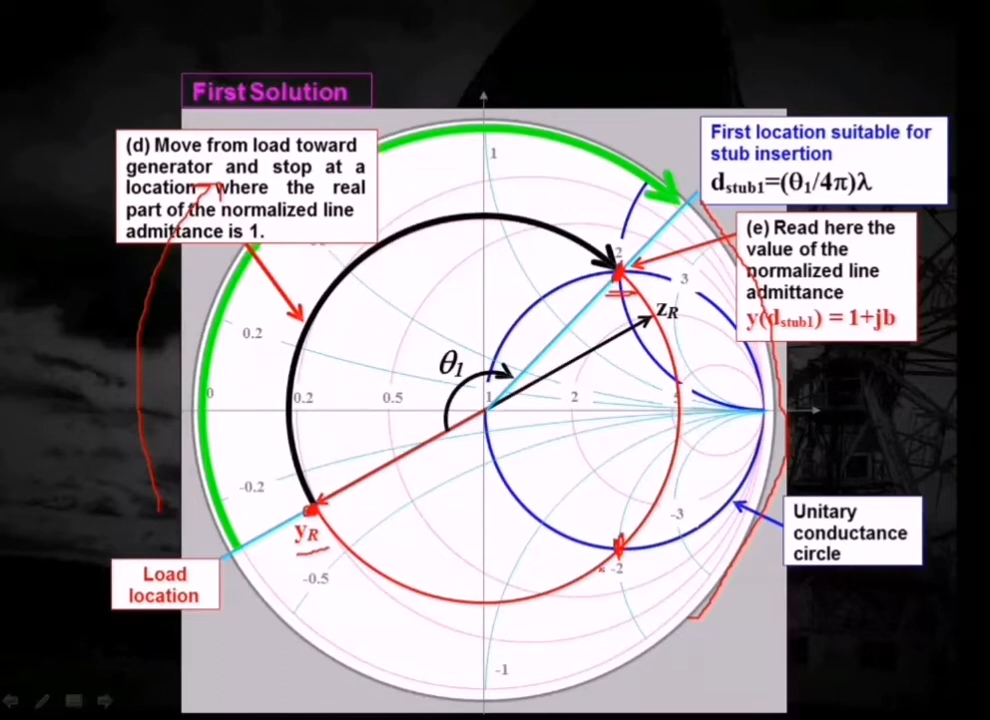 First Solution
(d) Move from load toward
generator and stop at a
location where the real
part of the normalized line
admittance is 1.
First location suitable for
stub insertion
dstub1=(θ1/4π)λ
(e) Read here the
value of the
normalized line
admittance
y(dstub1) = 1+jb
1
2
3
zR
0.2
θ1
0
0.2
0.5
1
2
-0.2
yR
-3
Unitary
conductance
circle
-0.5
-2
Load
location
-1